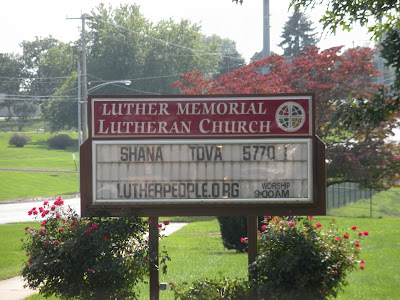 LUTHER MEMORIAL
LUTHERAN CHURCH
SHANA TOVA 5770!
LUTHERPEOPLE.ORG
WORSHIP
9:00AM